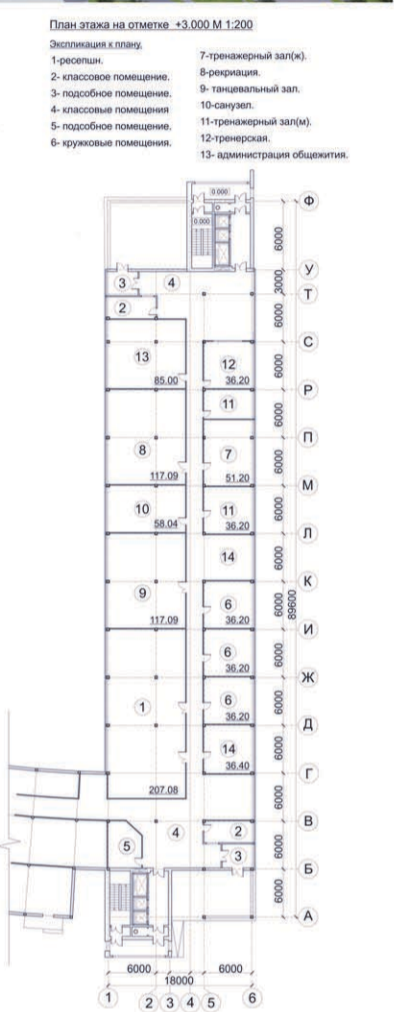 План этажа на отметке +3.000 М 1:200
Экспликация к плану.
1-ресепшн.
2- классовое помещение.
3- подсобное помещение.
4- классовые помещения
5- подсобное помещение.
6- кружковые помещения.
7-тренажерный зал(ж).
8-рекриация.
9- танцевальный зал.
10-санузел.
11-тренажерный зал(м).
12-тренерская.
13- администрация общежития.
0.000
0.000
Ф
6000
У
3
4
3000
Т
2
6000
С
13
12
6000
85.00
36.20
Р
11
6000
П
8
7
6000
117.09
51.20
М
10
11
6000
58.04
36.20
Л
14
6000
К
9
6
6000
89600
117.09
36.20
И
6
6000
36.20
Ж
1
6
6000
36.20
Д
14
6000
36.40
Г
207.08
6000
В
4
2
5
3
6000
Б
6000
А
6000
6000
18000
1
2
3
4
5
6